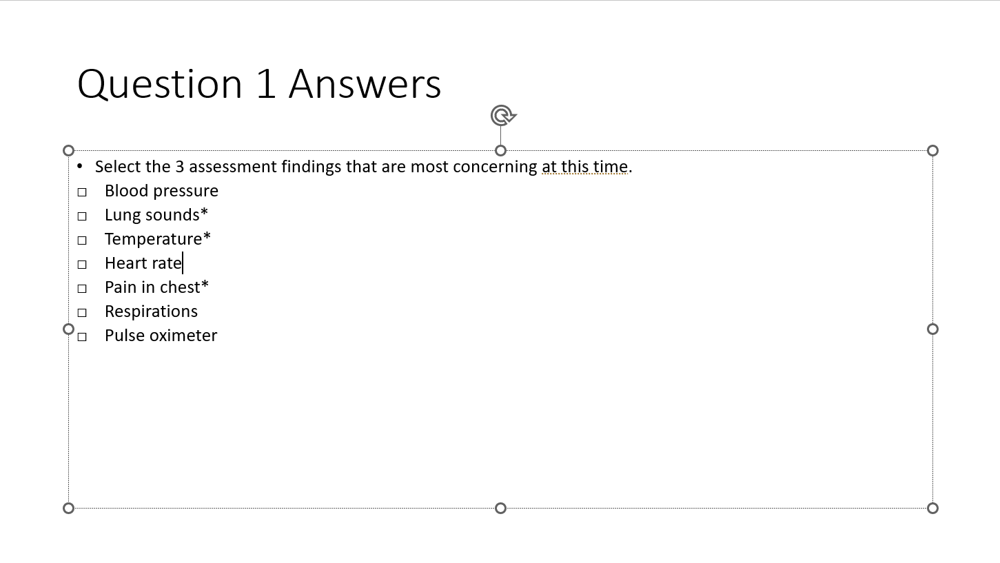 Question 1 Answers
• Select the 3 assessment findings that are most concerning at this time.
□ Blood pressure
□ Lung sounds*
□ Temperature*
□ Heart rate
□ Pain in chest*
□ Respirations
□ Pulse oximeter